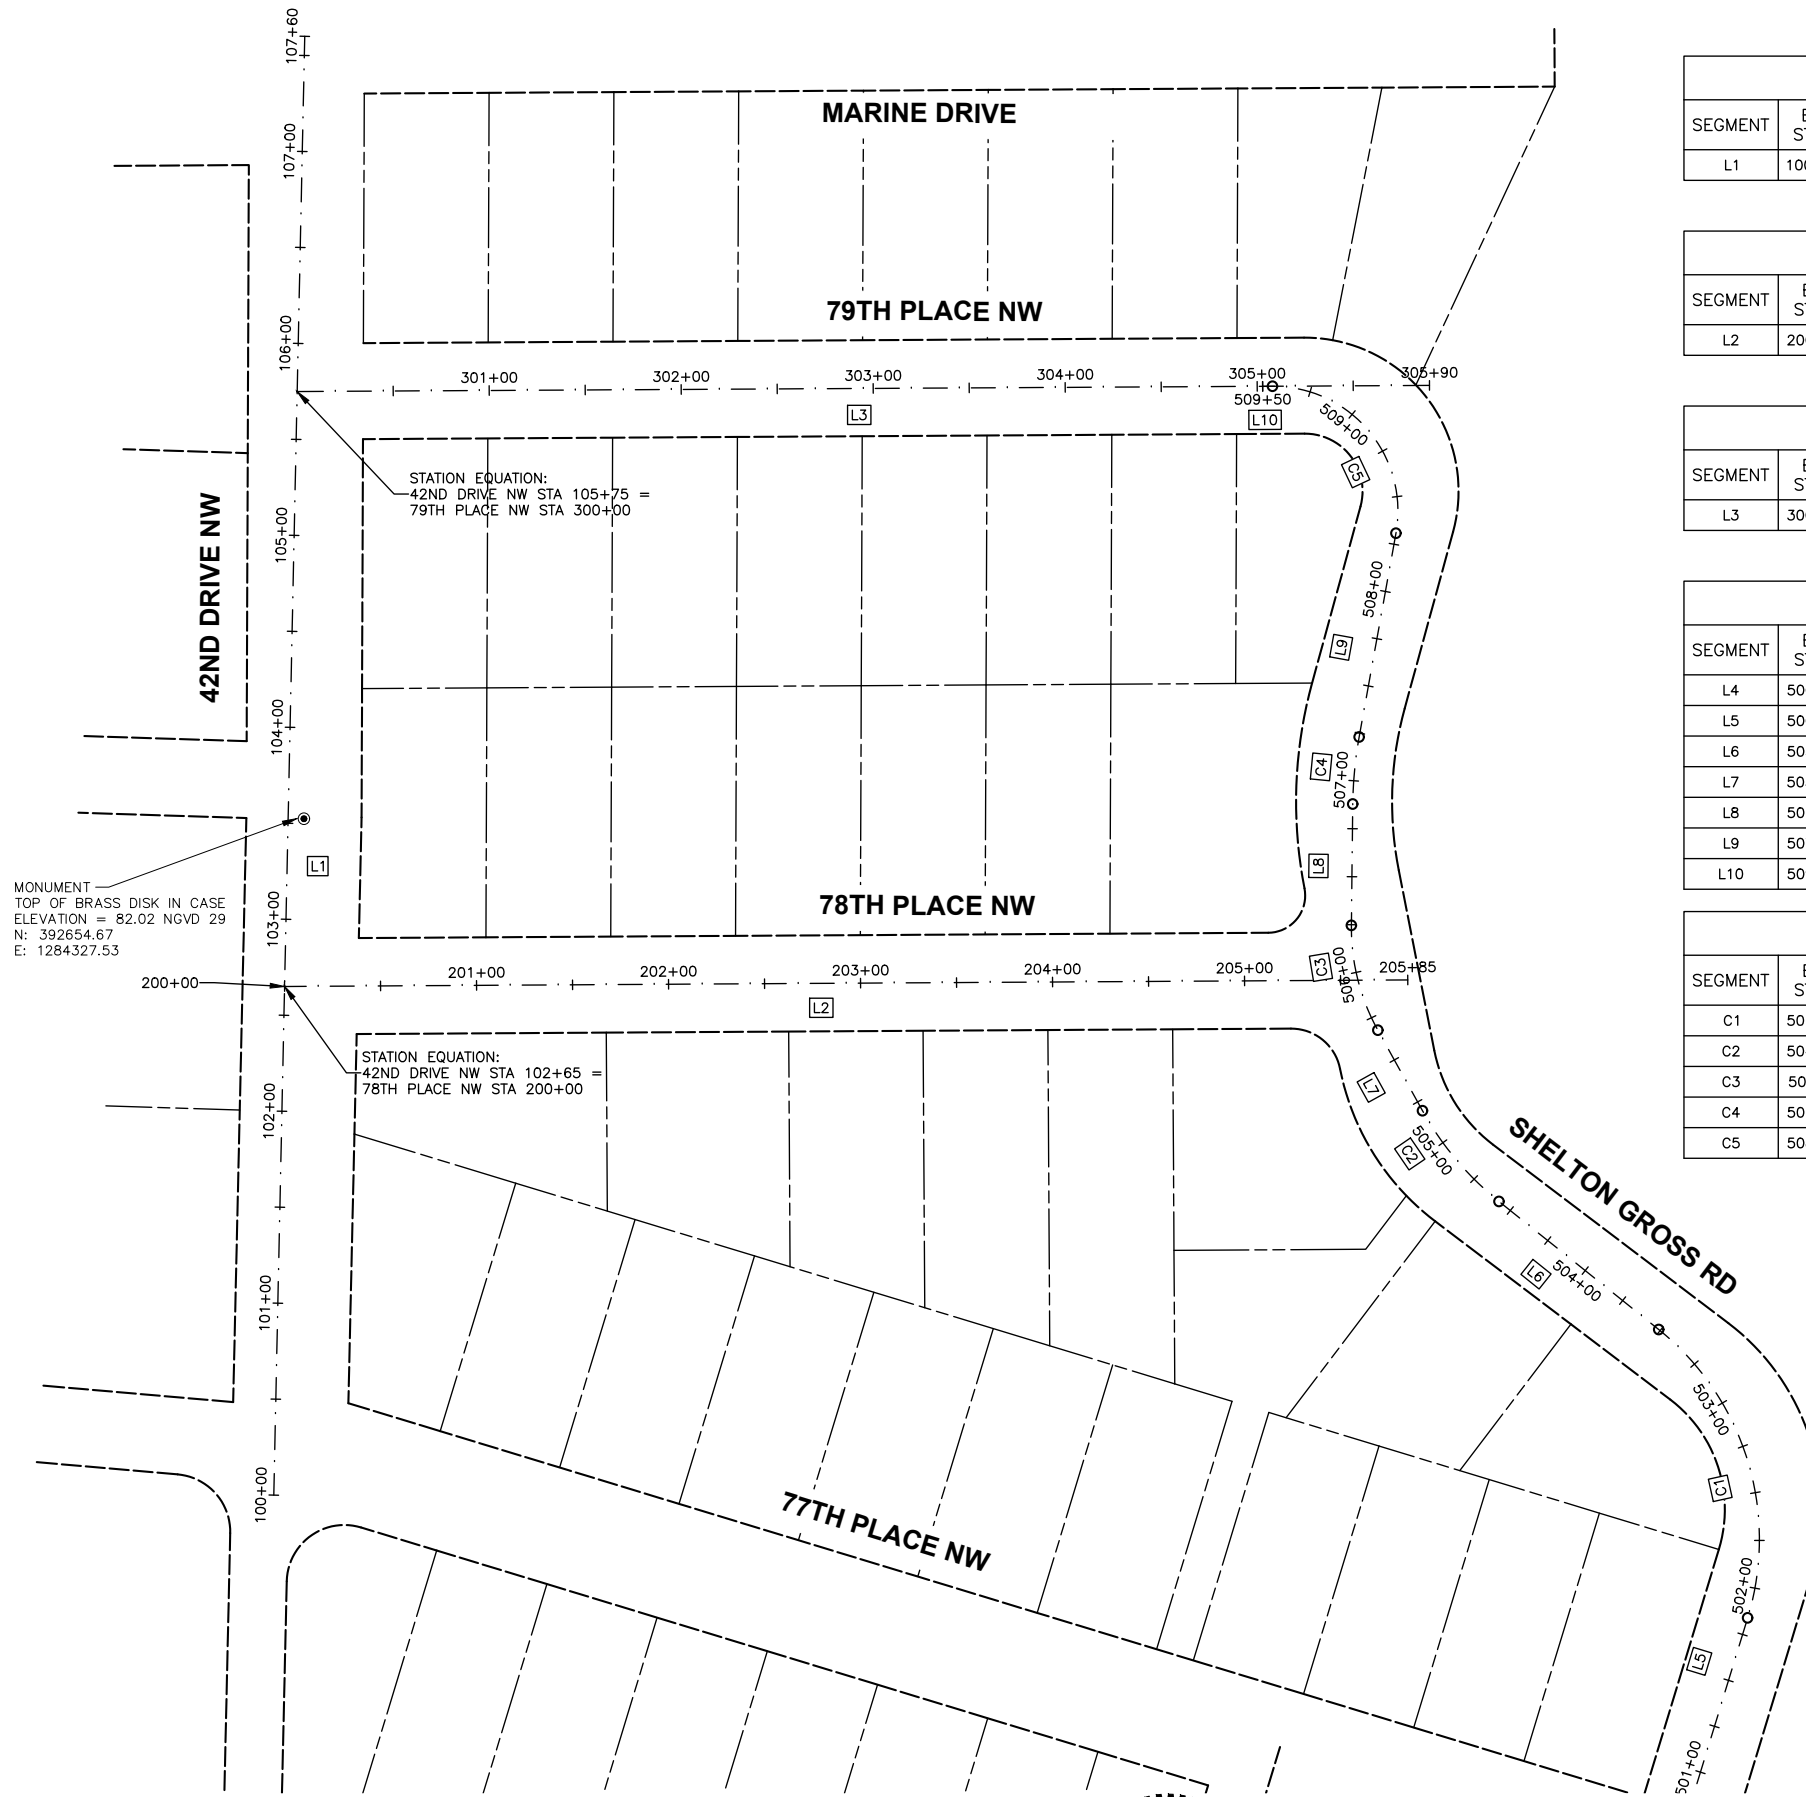 107+60
107+00
106+00
105+00
104+00
103+00
102+00
101+00
100+00
42ND DRIVE NW
MARINE DRIVE
79TH PLACE NW
301+00
302+00
303+00
304+00
305+00
305+90
509+50
L3
L10
509+00
C5
STATION EQUATION:
42ND DRIVE NW STA 105+75 =
79TH PLACE NW STA 300+00
508+00
L9
C4
507+00
L8
L1
MONUMENT
TOP OF BRASS DISK IN CASE
ELEVATION = 82.02 NGVD 29
N: 392654.67
E: 1284327.53
78TH PLACE NW
200+00
201+00
202+00
203+00
204+00
205+00
205+85
C3
506+00
L2
STATION EQUATION:
42ND DRIVE NW STA 102+65 =
78TH PLACE NW STA 200+00
L7
505+00
C2
SHELTON GROSS RD
L6
504+00
503+00
C1
77TH PLACE NW
502+00
L5
501+00
SEGMENT
L1
SEGMENT
L2
SEGMENT
L3
SEGMENT
L4
L5
L6
L7
L8
L9
L10
SEGMENT
C1
C2
C3
C4
C5